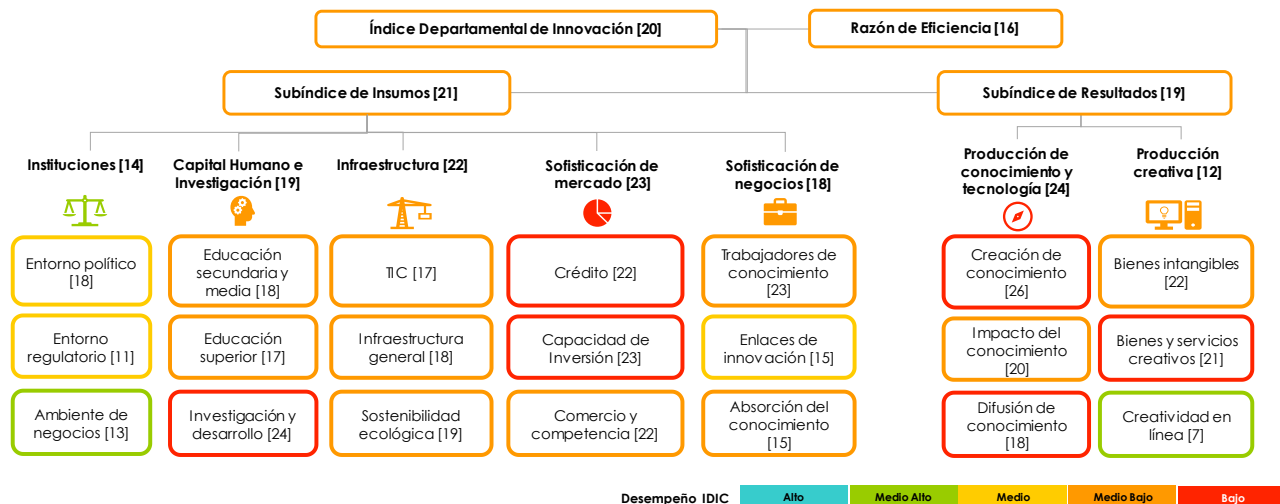 Índice Departamental de Innovación [20]
Razón de Eficiencia [16]
Subíndice de Insumos [21]
Subíndice de Resultados [19]
Instituciones [14]
Capital Humano e
Investigación [19]
Infraestructura [22]
Sofisticación de
mercado [23]
Sofisticación de
negocios [18]
Producción de
conocimiento y
tecnología [24]
Producción
creativa [12]
Entorno político
[18]
Educación
secundaria y
media [18]
TIC [17]
Crédito [22]
Trabajadores de
conocimiento
[23]
Creación de
conocimiento
[26]
Bienes intangibles
[22]
Entorno
regulatorio [11]
Educación
superior [17]
Infraestructura
general [18]
Capacidad de
Inversión [23]
Enlaces de
innovación [15]
Impacto del
conocimiento
[20]
Bienes y servicios
creativos [21]
Ambiente de
negocios [13]
Investigación y
desarrollo [24]
Sostenibilidad
ecológica [19]
Comercio y
competencia [22]
Absorción del
conocimiento
[15]
Difusión de
conocimiento
[18]
Creatividad en
línea [7]
Desempeño IDIC
Alto
Medio Alto
Medio
Medio Bajo
Bajo